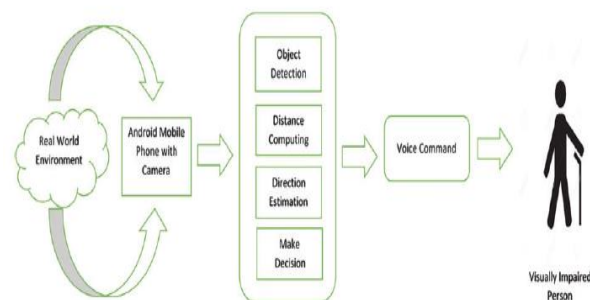 Real World
Environment
Android Mobile
Phone with
Camera
Object
Detection
Distance
Computing
Direction
Estimation
Make
Decision
Voice Command
Visually Impaired
Person